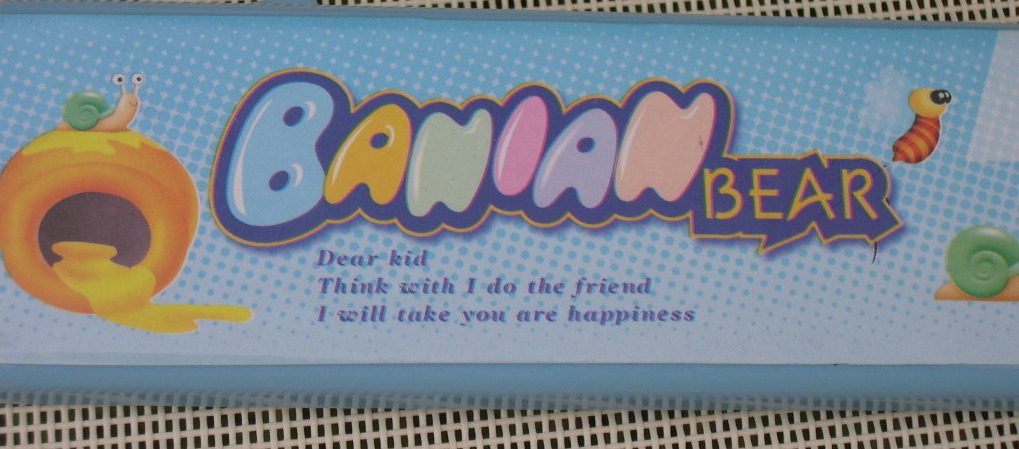 BANIAN BEAR
Dear kid
Think with I do the friend
I will take you are happiness